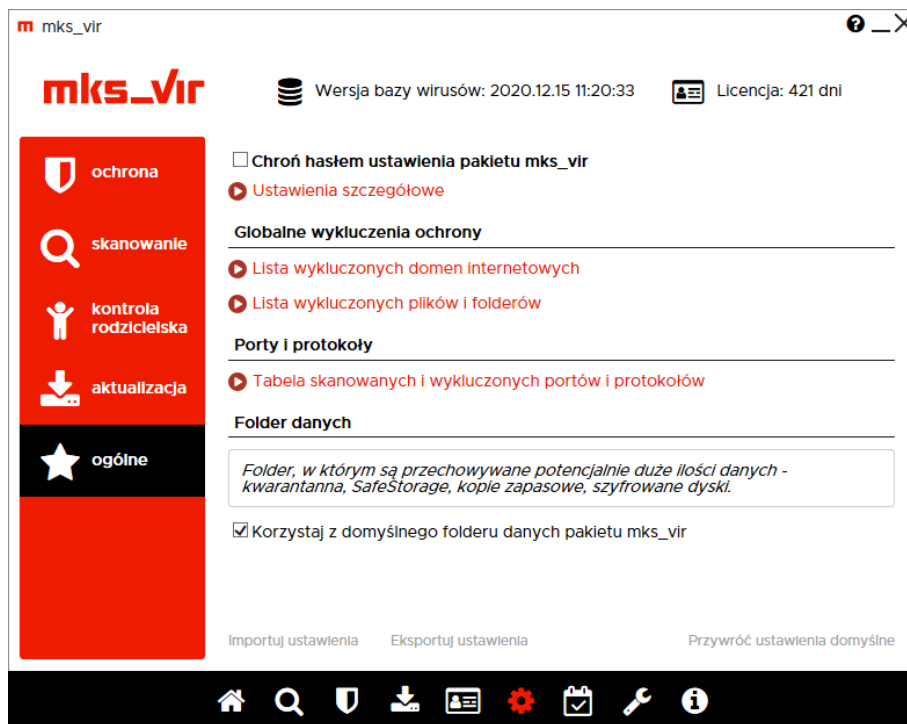 mks_vir
mks_vir
Wersja bazy wirusów: 2020.12.15 11:20:33
Licencja: 421 dni
ochrona
skanowanie
kontrola
rodzicielska
aktualizacja
ogólne
Chroń hasłem ustawienia pakietu mks_vir
Ustawienia szczegółowe
Globalne wykluczenia ochrony
Lista wykluczonych domen internetowych
Lista wykluczonych plików i folderów
Porty i protokoły
Tabela skanowanych i wykluczonych portów i protokołów
Folder danych
Folder, w którym są przechowywane potencjalnie duże ilości danych -
kwarantanna, SafeStorage, kopie zapasowe, szyfrowane dyski.
Korzystaj z domyślnego folderu danych pakietu mks_vir
Importuj ustawienia
Eksportuj ustawienia
Przywróć ustawienia domyślne